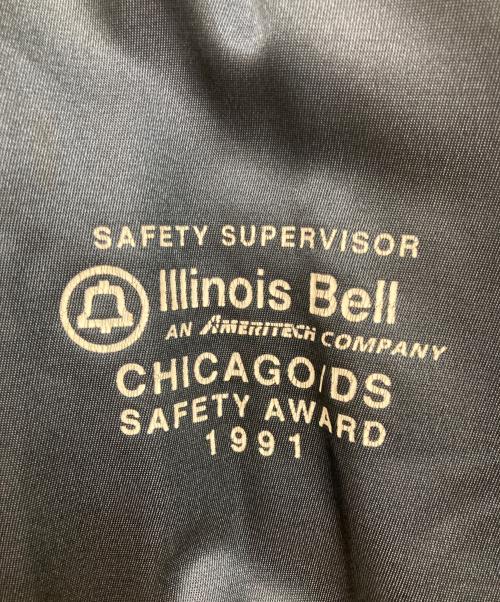 SAFETY SUPERVISOR
Illinois Bell
AN AMERITECH COMPANY
CHICAGO/DS
SAFETY AWARD
1991